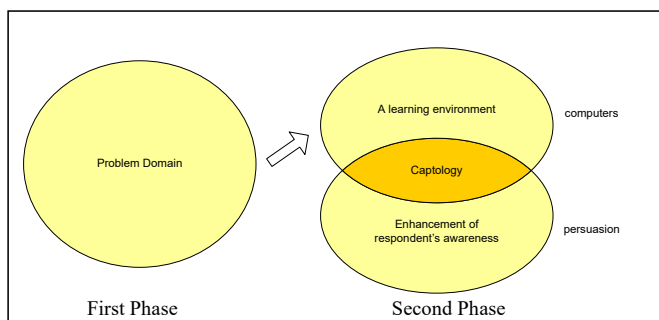 Problem Domain
First Phase
A learning environment
computers
Captology
Enhancement of
respondent's awareness
persuasion
Second Phase